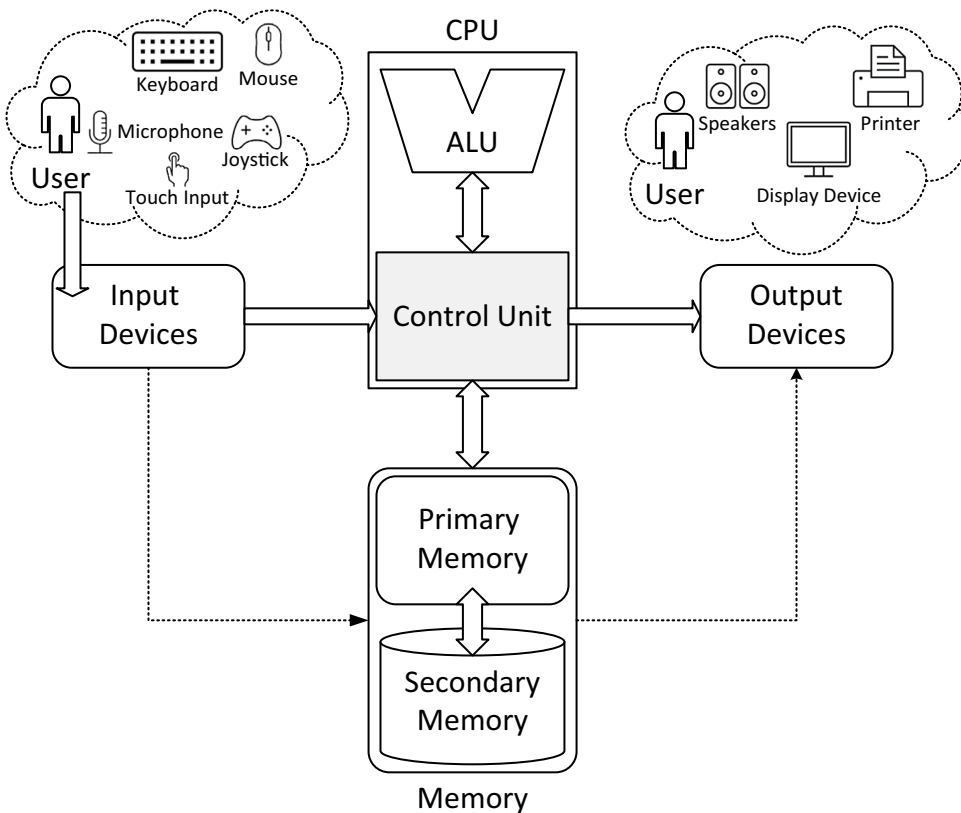 CPU
Keyboard
Mouse
Microphone
Joystick
User
Touch Input
ALU
Speakers
Printer
User
Display Device
Input
Devices
Control Unit
Output
Devices
Primary
Memory
Secondary
Memory
Memory